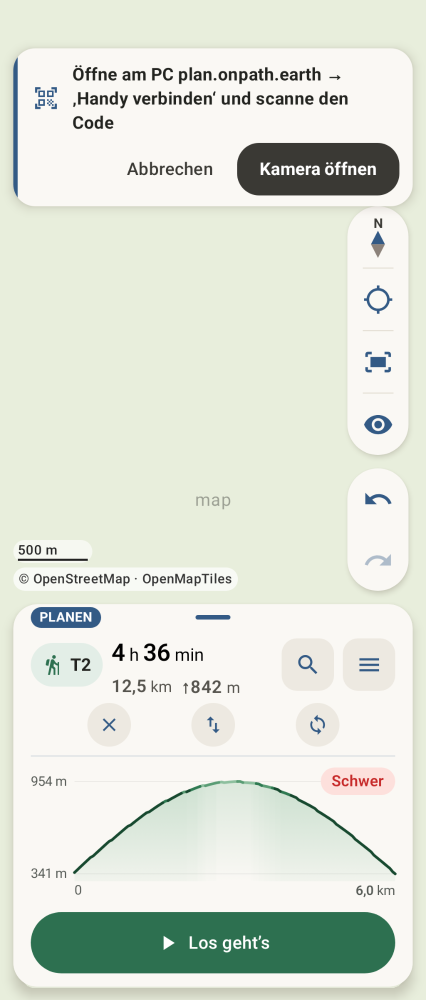 Öffne am PC plan.onpath.earth →
‚Handy verbinden‘ und scanne den
Code
Abbrechen
Kamera öffnen
N
map
500 m
© OpenStreetMap · OpenMapTiles
PLANEN
T2
4 h 36 min
12,5 km ↑842 m
954 m
Schwer
341 m
0
6,0 km
Los geht’s